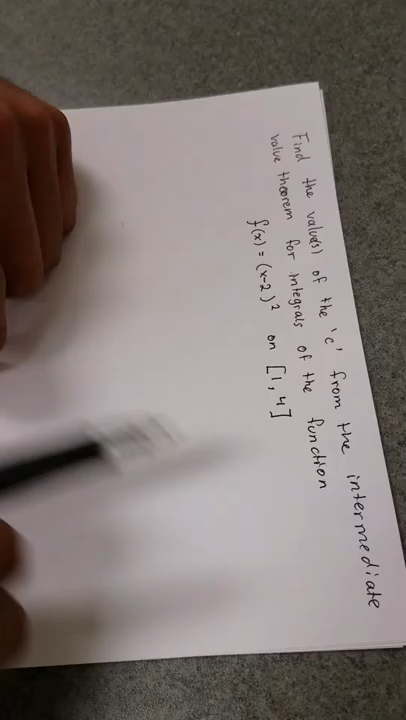 Find the value(s) of the 'c' from the intermediate
value theorem for integrals of the function
f(x) = (x-2)² on [1, 4]